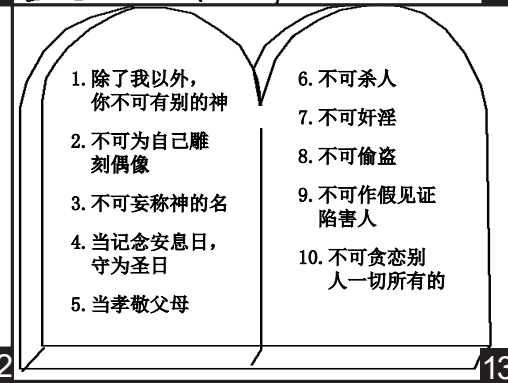 1. 除了我以外，
你不可有别的神
2. 不可为自己雕
刻偶像
3. 不可妄称神的名
4. 当记念安息日，
守为圣日
5. 当孝敬父母
6. 不可杀人
7. 不可奸淫
8. 不可偷盗
9. 不可作假见证
陷害人
10. 不可贪恋别
人一切所有的
2
13